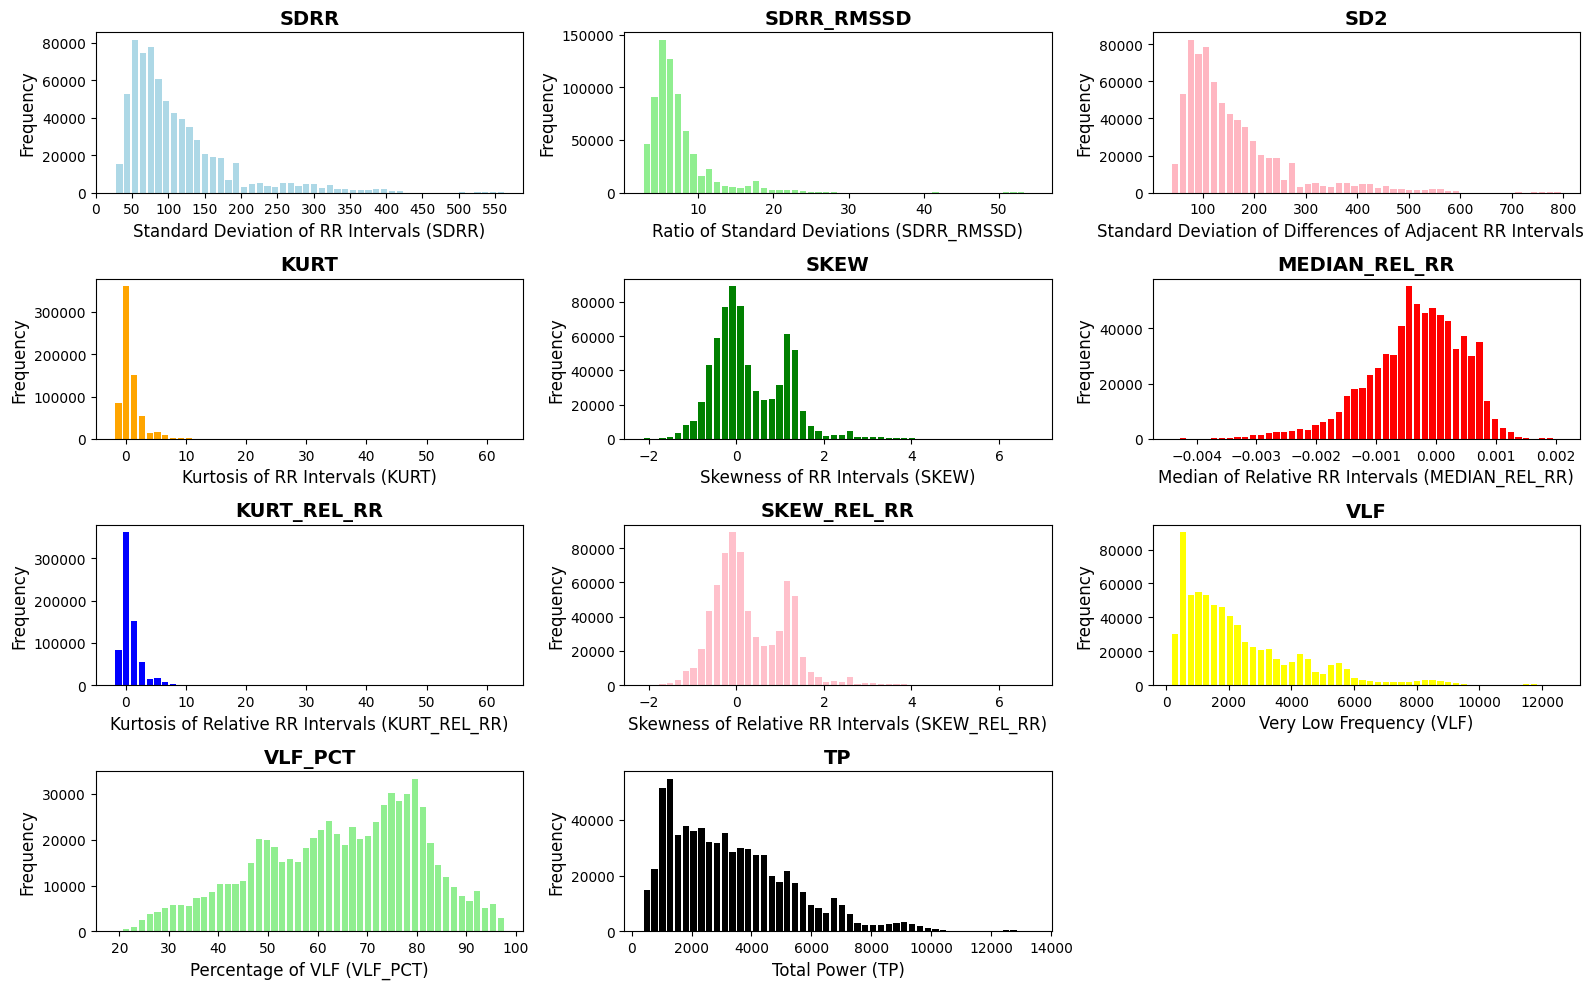 SDRR
80000
60000
40000
20000
0
Frequency
0 50 100 150 200 250 300 350 400 450 500 550
Standard Deviation of RR Intervals (SDRR)
SDRR_RMSSD
150000
125000
100000
75000
50000
25000
0
Frequency
10 20 30 40 50
Ratio of Standard Deviations (SDRR_RMSSD)
SD2
80000
60000
40000
20000
0
Frequency
100 200 300 400 500 600 700 800
Standard Deviation of Differences of Adjacent RR Intervals
KURT
300000
200000
100000
0
Frequency
0 10 20 30 40 50 60
Kurtosis of RR Intervals (KURT)
SKEW
80000
60000
40000
20000
0
Frequency
−2 0 2 4 6
Skewness of RR Intervals (SKEW)
MEDIAN_REL_RR
40000
20000
0
Frequency
−0.004 −0.003 −0.002 −0.001 0.000 0.001 0.002
Median of Relative RR Intervals (MEDIAN_REL_RR)
KURT_REL_RR
300000
200000
100000
0
Frequency
0 10 20 30 40 50 60
Kurtosis of Relative RR Intervals (KURT_REL_RR)
SKEW_REL_RR
80000
60000
40000
20000
0
Frequency
−2 0 2 4 6
Skewness of Relative RR Intervals (SKEW_REL_RR)
VLF
80000
60000
40000
20000
0
Frequency
0 2000 4000 6000 8000 10000 12000
Very Low Frequency (VLF)
VLF_PCT
30000
20000
10000
0
Frequency
20 30 40 50 60 70 80 90 100
Percentage of VLF (VLF_PCT)
TP
40000
20000
0
Frequency
0 2000 4000 6000 8000 10000 12000 14000
Total Power (TP)